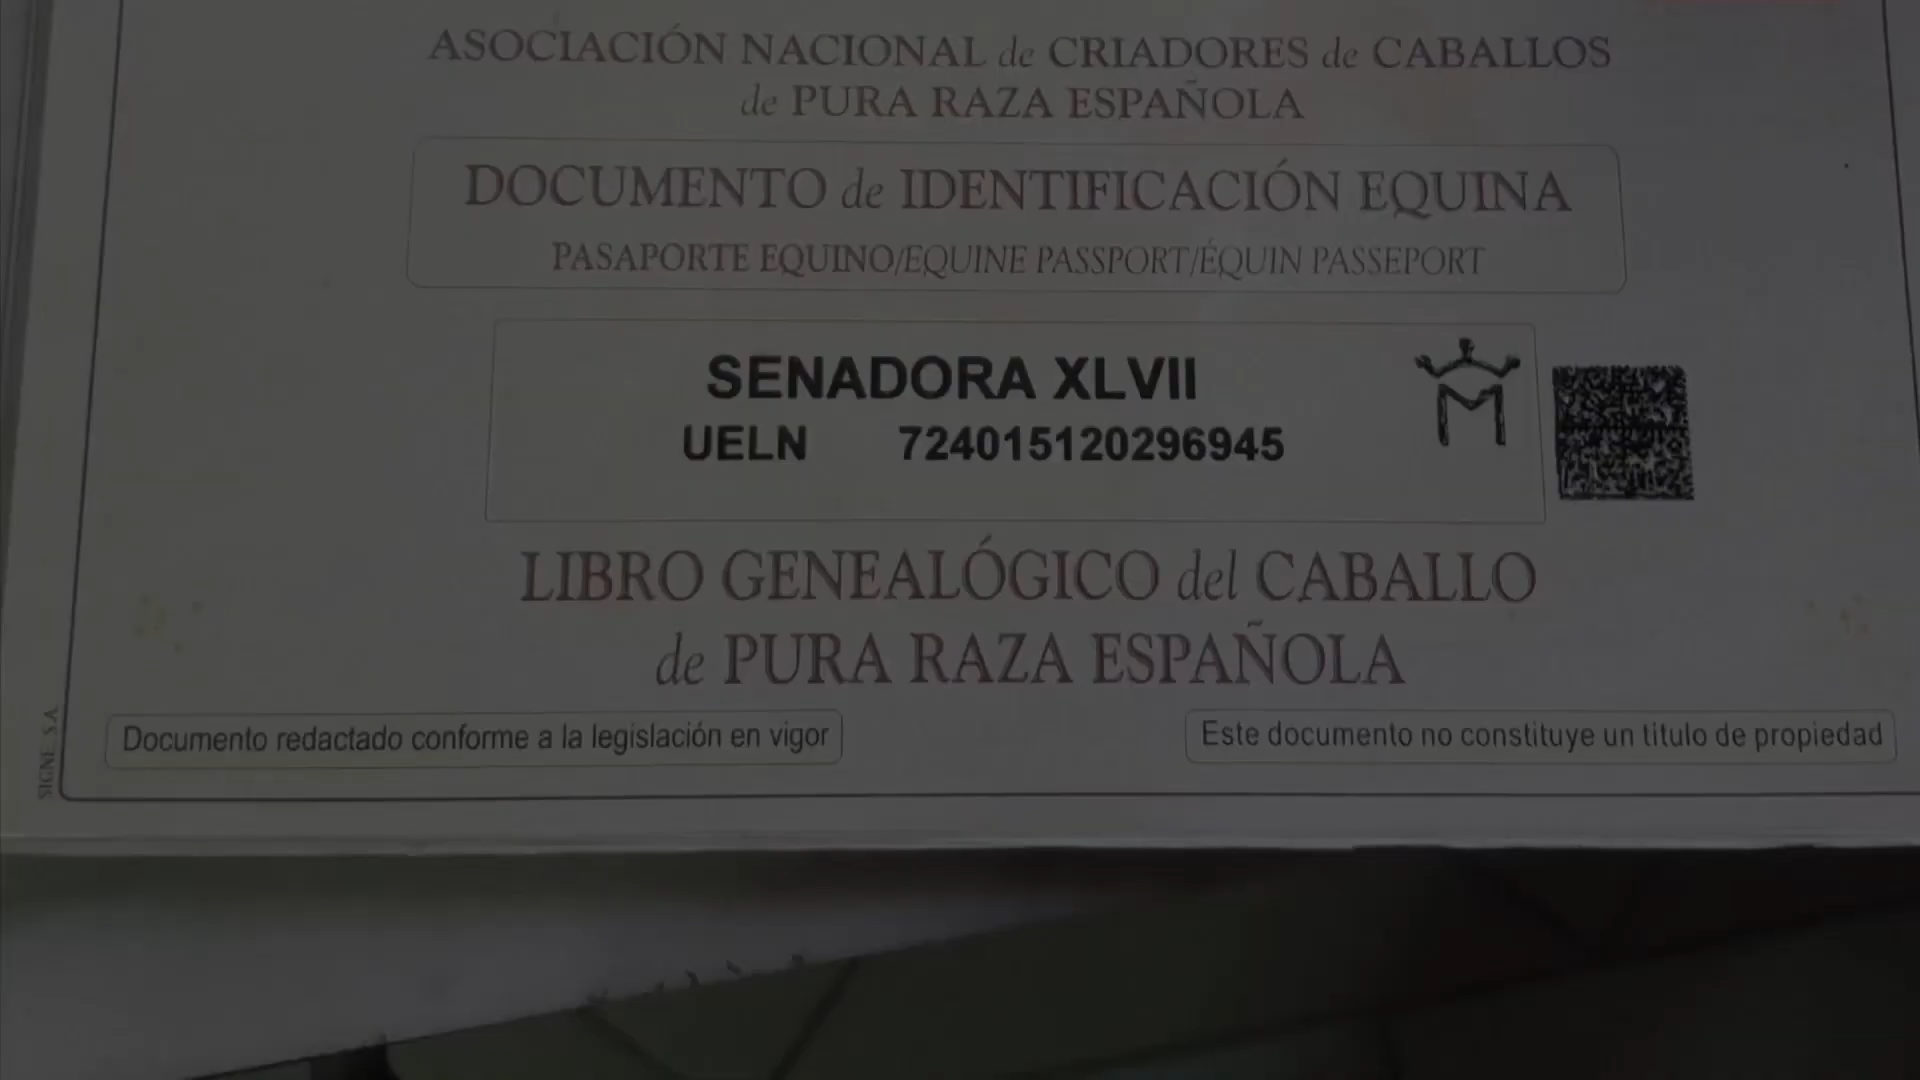 ASOCIACIÓN NACIONAL de CRIADORES de CABALLOS
de PURA RAZA ESPAÑOLA
DOCUMENTO de IDENTIFICACIÓN EQUINA
PASAPORTE EQUINO/EQUINE PASSPORT/ÉQUIN PASSEPORT
SENADORA XLVII
UELN 724015120296945
LIBRO GENEALÓGICO del CABALLO
de PURA RAZA ESPAÑOLA
Documento redactado conforme a la legislación en vigor
Este documento no constituye un titulo de propiedad
SIGNE, S.A.